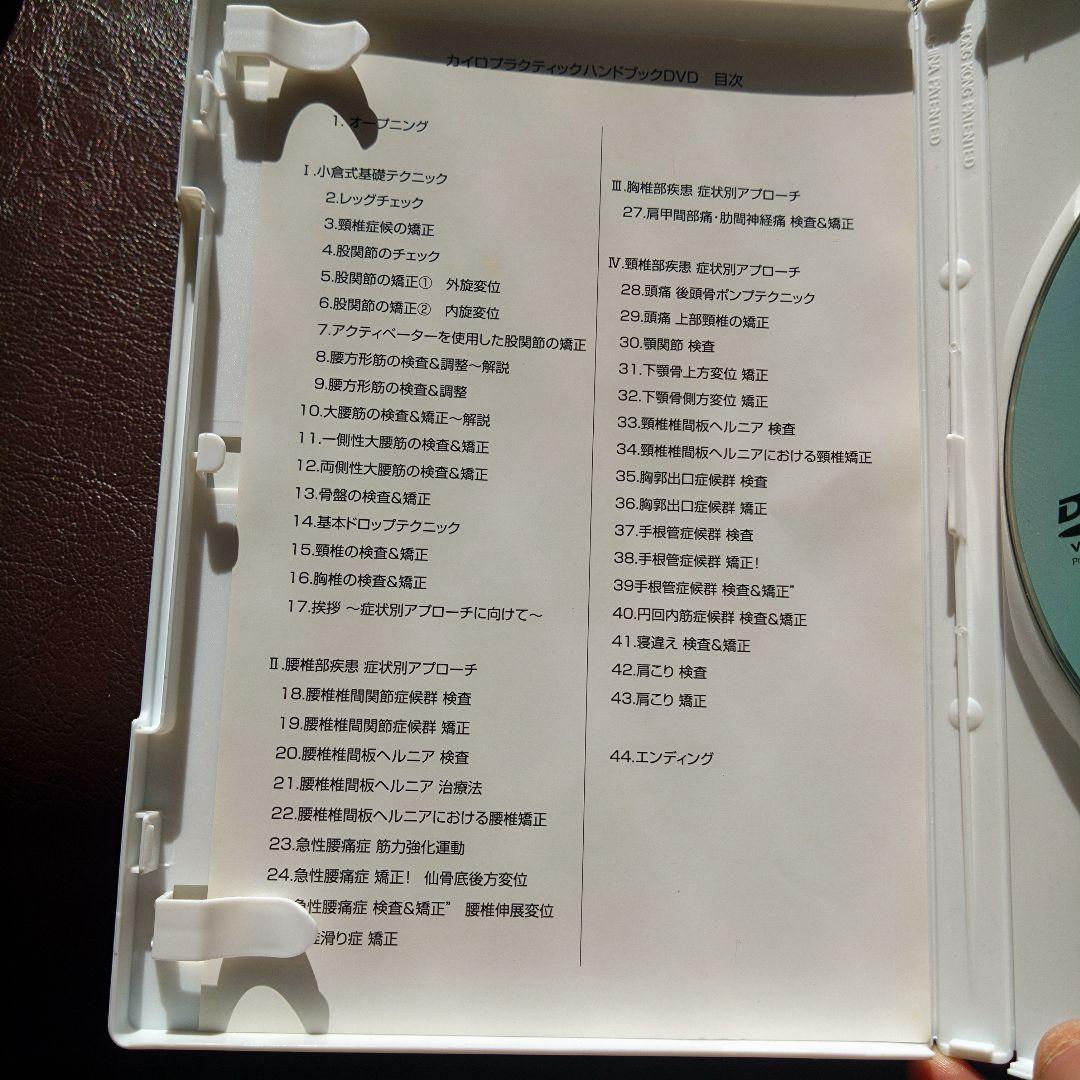 カイロプラクティックハンドブックDVD 目次
1. オープニング
Ⅰ.小倉式基礎テクニック
2.レッグチェック
3.頸椎症候の矯正
4.股関節のチェック
5.股関節の矯正① 外旋変位
6.股関節の矯正② 内旋変位
7.アクティベーターを使用した股関節の矯正
8.腰方形筋の検査&調整~解説
9.腰方形筋の検査&調整
10.大腰筋の検査&矯正~解説
11.一側性大腰筋の検査&矯正
12.両側性大腰筋の検査&矯正
13.骨盤の検査&矯正
14.基本ドロップテクニック
15.頸椎の検査&矯正
16.胸椎の検査&矯正
17.挨拶 ~症状別アプローチに向けて~
Ⅱ.腰椎部疾患 症状別アプローチ
18.腰椎椎間関節症候群 検査
19.腰椎椎間関節症候群 矯正
20.腰椎椎間板ヘルニア 検査
21.腰椎椎間板ヘルニア 治療法
22.腰椎椎間板ヘルニアにおける腰椎矯正
23.急性腰痛症 筋力強化運動
24.急性腰痛症 矯正! 仙骨底後方変位
急性腰痛症 検査&矯正" 腰椎伸展変位
滑り症 矯正
Ⅲ.胸椎部疾患 症状別アプローチ
27.肩甲間部痛・肋間神経痛 検査&矯正
Ⅳ.頸椎部疾患 症状別アプローチ
28.頭痛 後頭骨ポンプテクニック
29.頭痛 上部頸椎の矯正
30.顎関節 検査
31.下顎骨上方変位 矯正
32.下顎骨側方変位 矯正
33.頸椎椎間板ヘルニア 検査
34.頸椎椎間板ヘルニアにおける頸椎矯正
35.胸郭出口症候群 検査
36.胸郭出口症候群 矯正
37.手根管症候群 検査
38.手根管症候群 矯正!
39手根管症候群 検査&矯正"
40.円回内筋症候群 検査&矯正
41.寝違え 検査&矯正
42.肩こり 検査
43.肩こり 矯正
44.エンディング
HONG KONG PATENTED
CHINA PATENTED